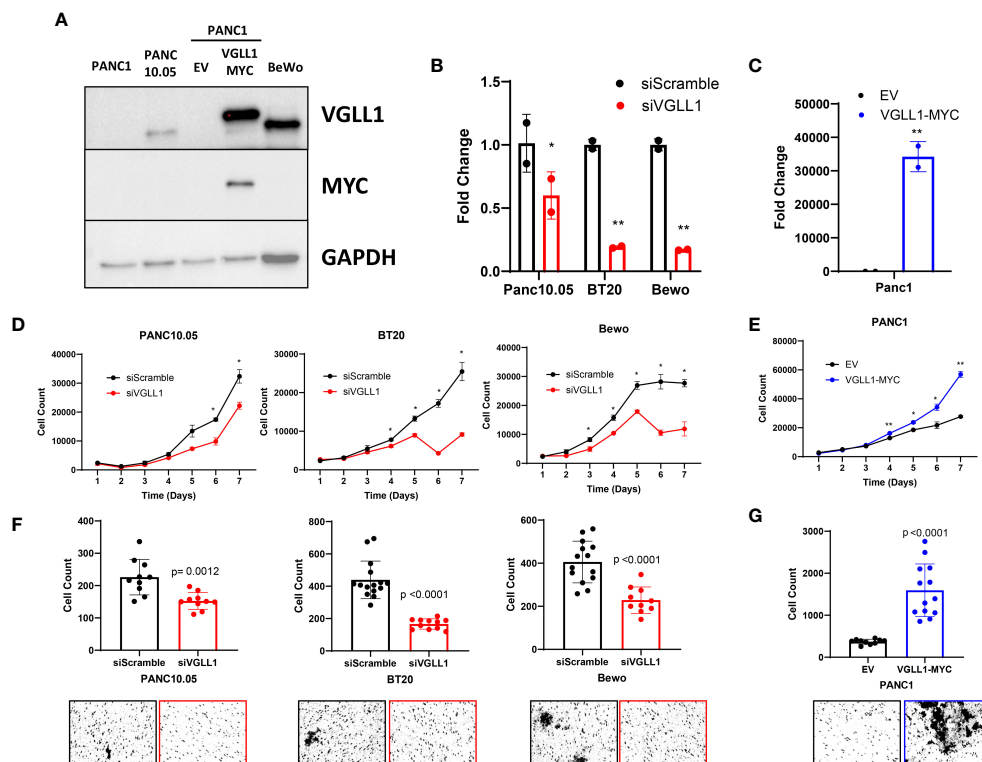 A
PANC1
PANC1
PANC
10.05
EV
VGLL1
MYC
BeWo
VGLL1
MYC
GAPDH
B
1.5
1.0
0.5
0.0
Fold Change
siScramble
siVGLL1
*
**
**
Panc10.05
BT20
Bewo
C
50000
40000
30000
20000
10000
0
Fold Change
EV
VGLL1-MYC
**
Panc1
D
PANC10.05
40000
30000
20000
10000
0
Cell Count
siScramble
siVGLL1
*
*
1 2 3 4 5 6 7
Time (Days)
BT20
30000
20000
10000
0
Cell Count
siScramble
siVGLL1
*
*
*
*
1 2 3 4 5 6 7
Time (Days)
Bewo
40000
30000
20000
10000
0
Cell Count
siScramble
siVGLL1
*
*
*
*
*
1 2 3 4 5 6 7
Time (Days)
E
PANC1
80000
60000
40000
20000
0
Cell Count
EV
VGLL1-MYC
**
*
*
**
1 2 3 4 5 6 7
Time (Days)
F
400
300
200
100
0
Cell Count
p= 0.0012
siScramble
siVGLL1
PANC10.05
800
600
400
200
0
Cell Count
p <0.0001
siScramble
siVGLL1
BT20
600
400
200
0
Cell Count
p <0.0001
siScramble
siVGLL1
Bewo
G
3000
2000
1000
0
Cell Count
p <0.0001
EV
VGLL1-MYC
PANC1